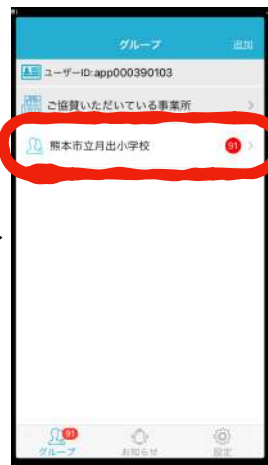 グループ 追加
ユーザーID:app000390103
ご協賛いただいている事業所
熊本市立月出小学校 91
91
グループ お知らせ 設定